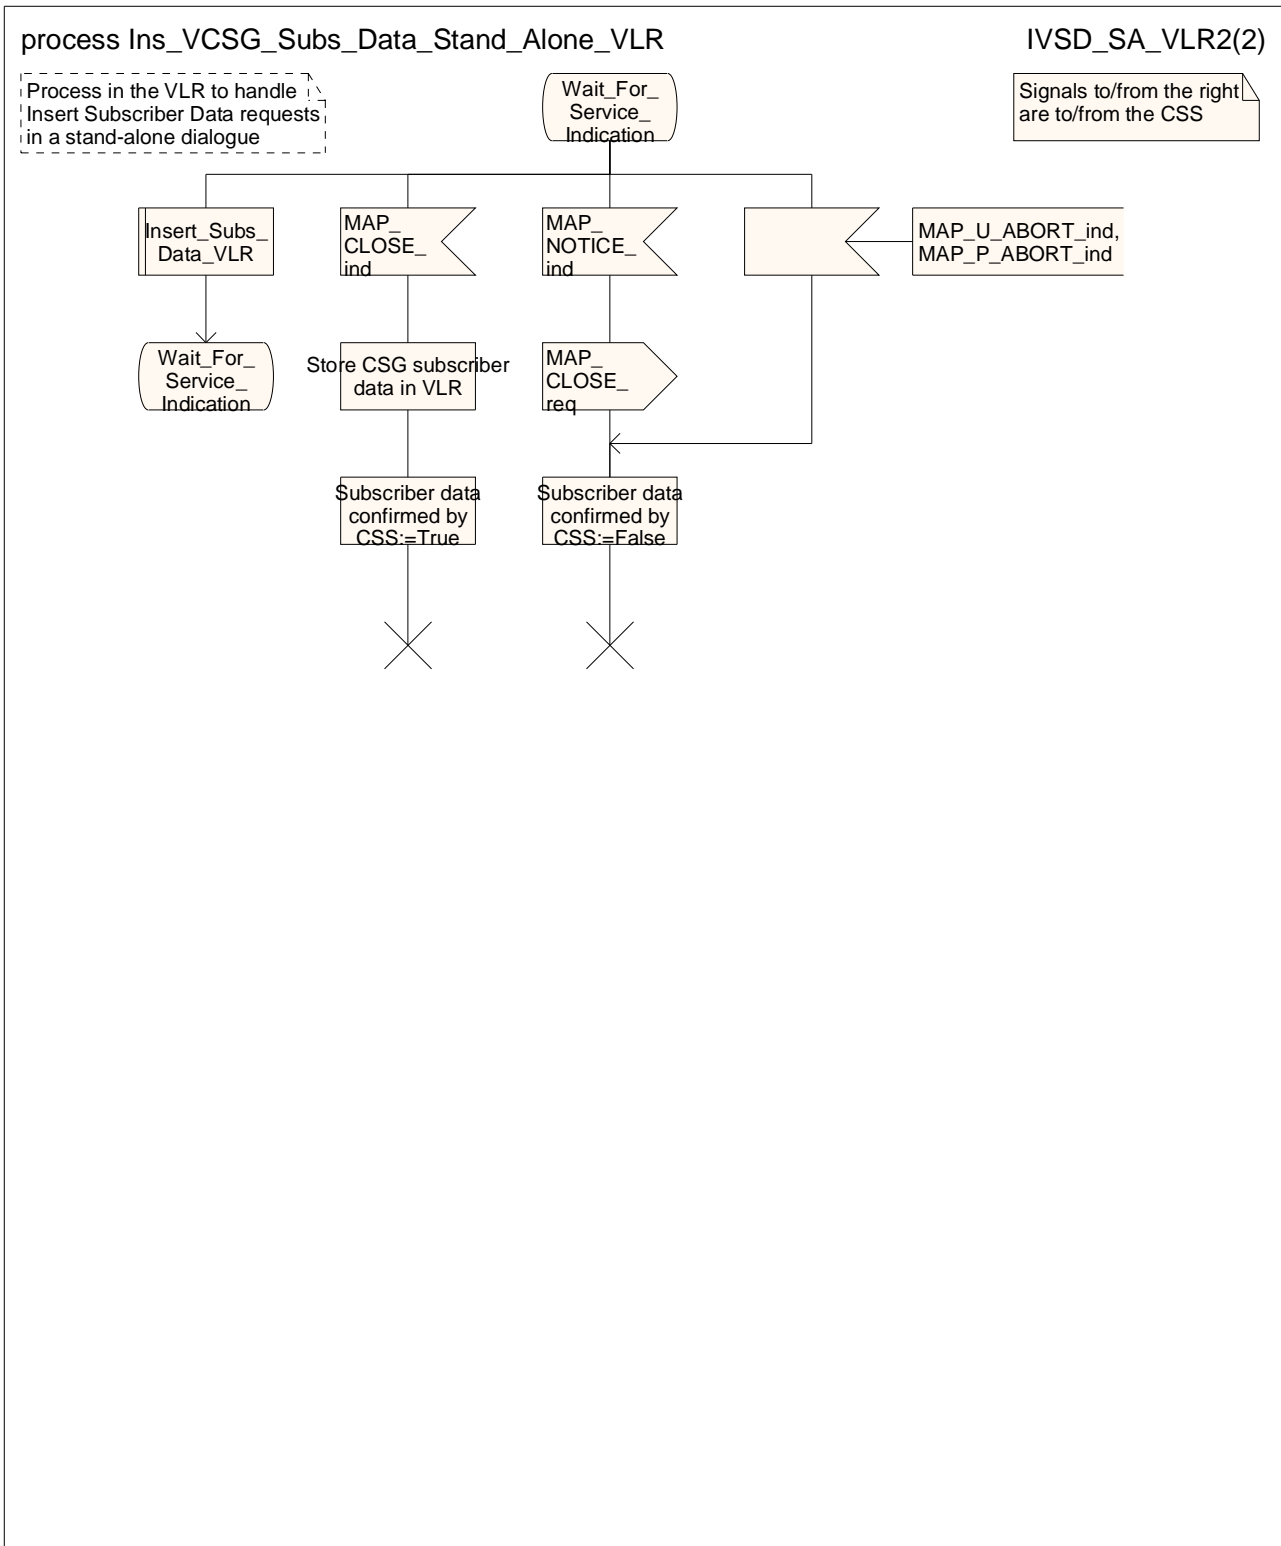 process Ins_VCSG_Subs_Data_Stand_Alone_VLR
IVSD_SA_VLR2(2)
Process in the VLR to handle
Insert Subscriber Data requests
in a stand-alone dialogue
Wait_For_
Service_
Indication
Signals to/from the right
are to/from the CSS
Insert_Subs_
Data_VLR
MAP_
CLOSE_
ind
MAP_
NOTICE_
ind
MAP_U_ABORT_ind,
MAP_P_ABORT_ind
Wait_For_
Service_
Indication
Store CSG subscriber
data in VLR
MAP_
CLOSE_
req
Subscriber data
confirmed by
CSS:=True
Subscriber data
confirmed by
CSS:=False